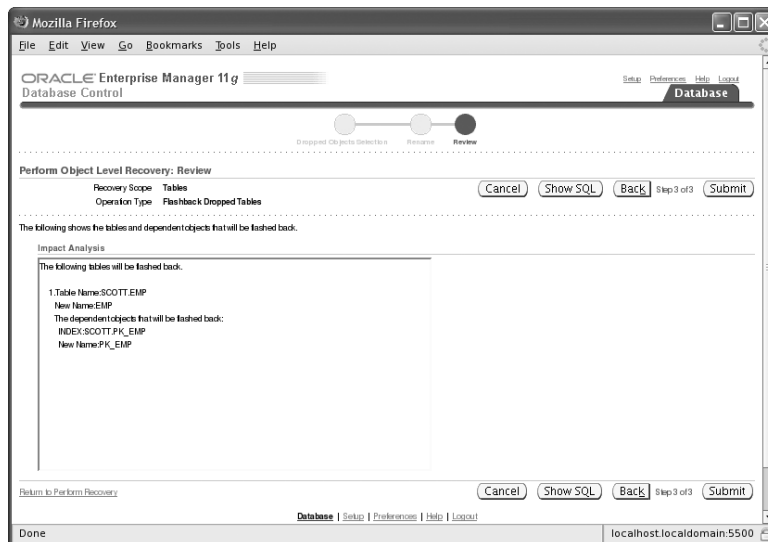 Mozilla Firefox
File Edit View Go Bookmarks Tools Help
ORACLE Enterprise Manager 11g
Database Control
Setup Preferences Help Logout
Database
Dropped Objects Selection Rename Review
Perform Object Level Recovery: Review
Recovery Scope Tables
Operation Type Flashback Dropped Tables
Cancel Show SQL Back Step 3 of 3 Submit
The following shows the tables and dependent objects that will be flashed back.
Impact Analysis
The following tables will be flashed back.
1.Table Name:SCOTT.EMP
New Name:EMP
The dependent objects that will be flashed back:
INDEX:SCOTT.PK_EMP
New Name:PK_EMP
Return to Perform Recovery
Cancel Show SQL Back Step 3 of 3 Submit
Database | Setup | Preferences | Help | Logout
Done
localhost.localdomain:5500